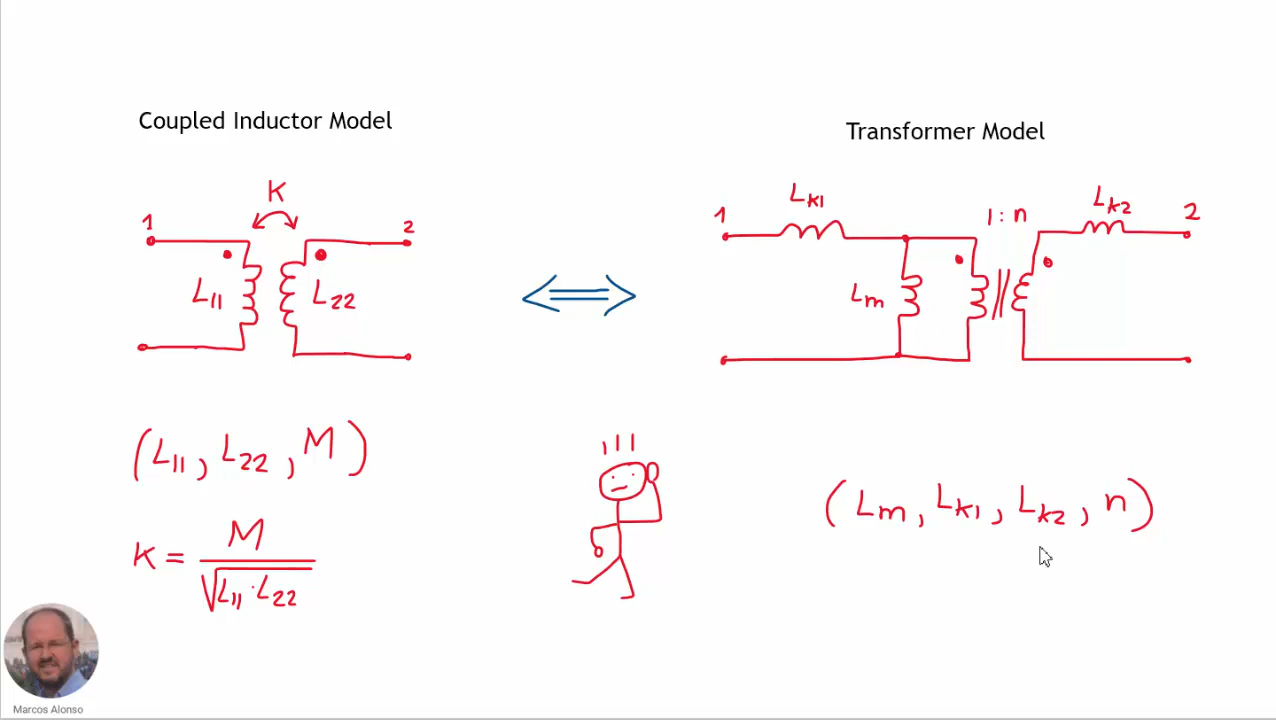 Coupled Inductor Model
K
1
2
L11
L22
(L11, L22, M)
K = M / √(L11 · L22)
Transformer Model
1
Lk1
1:n
Lk2
2
Lm
(Lm, Lk1, Lk2, n)
Marcos Alonso